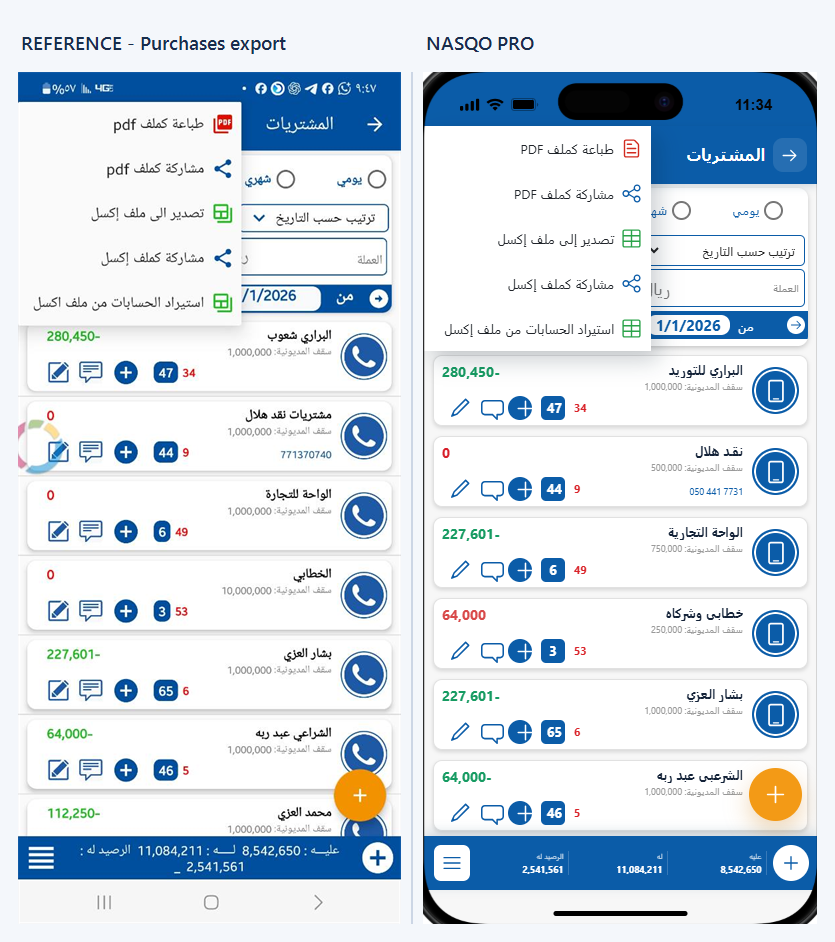 REFERENCE - Purchases export
%٥٧ 4GE ٩:٤٧
المشتريات
طباعة كملف pdf
PDF
مشاركة كملف pdf
تصدير الى ملف إكسل
مشاركة كملف إكسل
استيراد الحسابات من ملف اكسل
يومي شهري
ترتيب حسب التاريخ
العملة
من /1/2026
البراري شعوب
280,450-
سقف المديونية: 1,000,000
47 34
مشتريات نقد هلال
0
سقف المديونية: 1,000,000
771370740
44 9
الواحة للتجارة
0
سقف المديونية: 1,000,000
6 49
الخطابي
0
سقف المديونية: 10,000,000
3 53
بشار العزي
227,601-
سقف المديونية: 1,000,000
65 6
الشراعي عبد ربه
64,000-
سقف المديونية: 1,000,000
46 5
محمد العزي
112,250-
سقف المديونية: 1,000,000
عليـــه : 8,542,650 لـــه : 11,084,211 الرصيد له :
2,541,561 _
NASQO PRO
11:34
المشتريات
طباعة كملف PDF
مشاركة كملف PDF
تصدير إلى ملف إكسل
مشاركة كملف إكسل
استيراد الحسابات من ملف إكسل
يومي شه
ترتيب حسب التاريخ
العملة
ريال
من 1/1/2026
البراري للتوريد
280,450-
سقف المديونية: 1,000,000
47 34
نقد هلال
0
سقف المديونية: 500,000
050 441 7731
44 9
الواحة التجارية
227,601-
سقف المديونية: 750,000
6 49
خطابي وشركاه
64,000
سقف المديونية: 250,000
3 53
بشار العزي
227,601-
سقف المديونية: 1,000,000
65 6
الشرعبي عبد ربه
64,000-
سقف المديونية: 1,000,000
46 5
عليه له الرصيد له
8,542,650 11,084,211 2,541,561